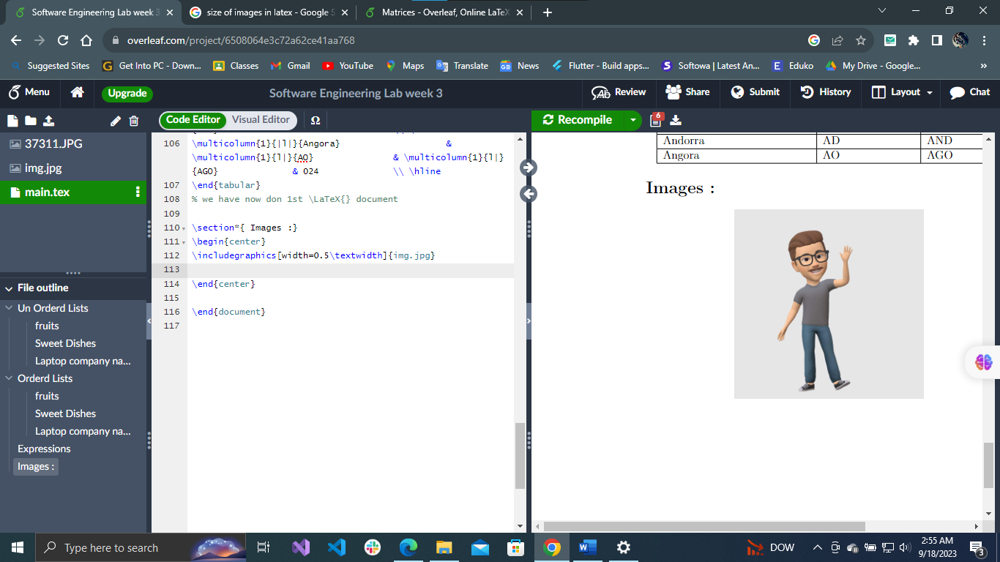 Software Engineering Lab week 3
size of images in latex - Google S
Matrices - Overleaf, Online LaTeX
overleaf.com/project/6508064e3c72a62ce41aa768
Suggested Sites
Get Into PC - Down...
Classes
Gmail
YouTube
Maps
Translate
News
Flutter - Build apps...
Softowa | Latest An...
Eduko
My Drive - Google...
»
Menu
Upgrade
Software Engineering Lab week 3
Review
Share
Submit
History
Layout
Chat
Code Editor
Visual Editor
Ω
Recompile
6
37311.JPG
img.jpg
main.tex
File outline
Un Orderd Lists
fruits
Sweet Dishes
Laptop company na...
Orderd Lists
fruits
Sweet Dishes
Laptop company na...
Expressions
Images :
106 \multicolumn{1}{|l|}{Angora} &
\multicolumn{1}{l|}{AO} & \multicolumn{1}{l|}
{AGO} & 024 \\ \hline
107 \end{tabular}
108 % we have now don 1st \LaTeX{} document
109
110 \section*{ Images :}
111 \begin{center}
112 \includegraphics[width=0.5\textwidth]{img.jpg}
113
114 \end{center}
115
116 \end{document}
117
Andorra AD AND
Angora AO AGO
Images :
Type here to search
DOW
2:55 AM
9/18/2023
3